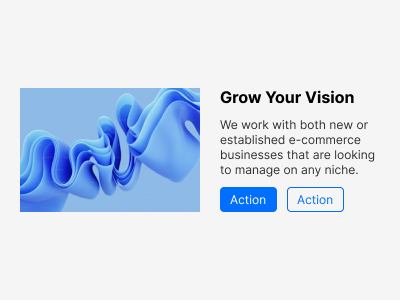 Grow Your Vision
We work with both new or
established e-commerce
businesses that are looking
to manage on any niche.
Action
Action